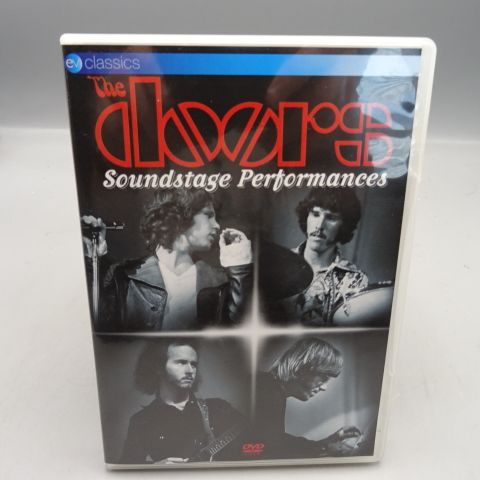 ev classics
The
doors
Soundstage Performances
DVD